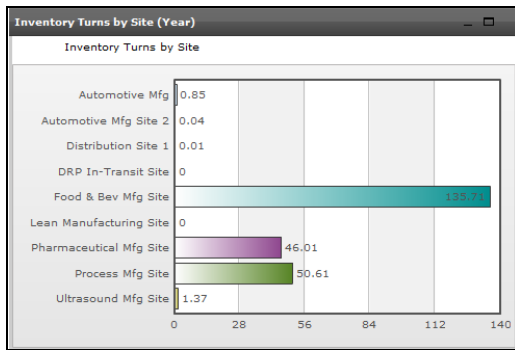 Inventory Turns by Site (Year)
Inventory Turns by Site
Automotive Mfg 0.85
Automotive Mfg Site 2 0.04
Distribution Site 1 0.01
DRP In-Transit Site 0
Food & Bev Mfg Site 135.71
Lean Manufacturing Site 0
Pharmaceutical Mfg Site 46.01
Process Mfg Site 50.61
Ultrasound Mfg Site 1.37
0 28 56 84 112 140